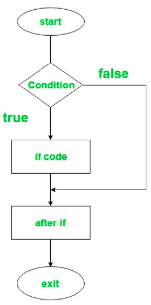 start
Condition
false
true
if code
after if
exit